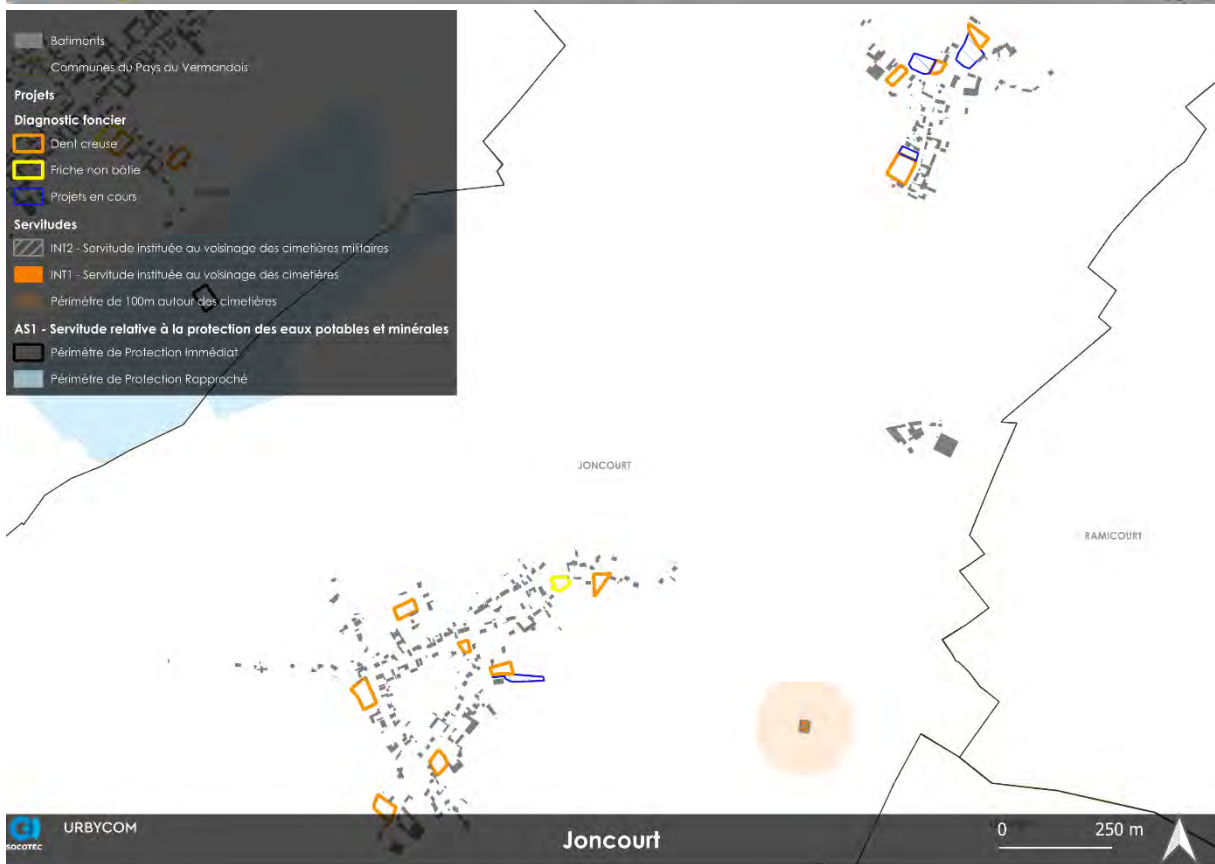 Batiments
Communes du Pays du Vermandois
Projets
Diagnostic foncier
Dent creuse
Friche non bâtie
Projets en cours
Servitudes
INT2 - Servitude instituée au voisinage des cimetières militaires
INT1 - Servitude instituée au voisinage des cimetières
Périmètre de 100m autour des cimetières
AS1 - Servitude relative à la protection des eaux potables et minérales
Périmètre de Protection Immédiat
Périmètre de Protection Rapproché
JONCOURT
RAMICOURT
SOCOTEC
URBYCOM
Joncourt
0 250 m